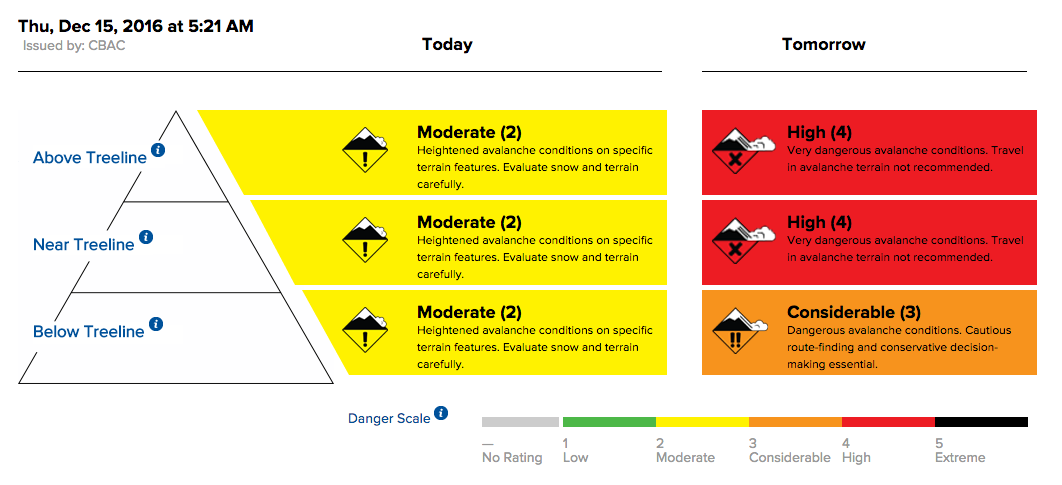 Thu, Dec 15, 2016 at 5:21 AM
Issued by: CBAC
Today
Tomorrow
Above Treeline i
Moderate (2)
Heightened avalanche conditions on specific
terrain features. Evaluate snow and terrain
carefully.
High (4)
Very dangerous avalanche conditions. Travel
in avalanche terrain not recommended.
Near Treeline i
Moderate (2)
Heightened avalanche conditions on specific
terrain features. Evaluate snow and terrain
carefully.
High (4)
Very dangerous avalanche conditions. Travel
in avalanche terrain not recommended.
Below Treeline i
Moderate (2)
Heightened avalanche conditions on specific
terrain features. Evaluate snow and terrain
carefully.
Considerable (3)
Dangerous avalanche conditions. Cautious
route-finding and conservative decision-
making essential.
Danger Scale i
— 1 2 3 4 5
No Rating Low Moderate Considerable High Extreme